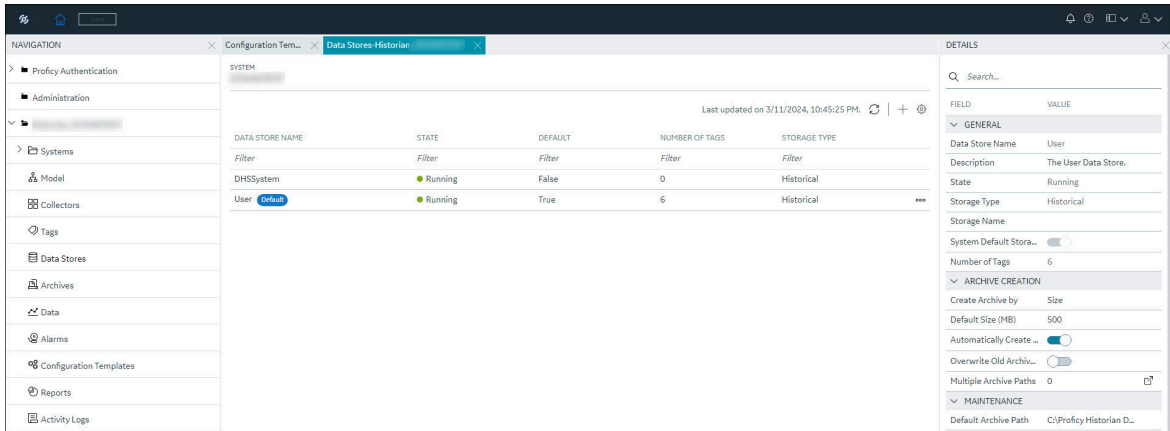 NAVIGATION
Configuration Tem...
Data Stores-Historian
DETAILS
Proficy Authentication
Administration
Systems
Model
Collectors
Tags
Data Stores
Archives
Data
Alarms
Configuration Templates
Reports
Activity Logs
SYSTEM
Last updated on 3/11/2024, 10:45:25 PM.
DATA STORE NAME STATE DEFAULT NUMBER OF TAGS STORAGE TYPE
Filter Filter Filter Filter Filter
DHSSystem Running False 0 Historical
User Default Running True 6 Historical
Search...
FIELD VALUE
GENERAL
Data Store Name User
Description The User Data Store.
State Running
Storage Type Historical
Storage Name
System Default Stora...
Number of Tags 6
ARCHIVE CREATION
Create Archive by Size
Default Size (MB) 500
Automatically Create ...
Overwrite Old Archiv...
Multiple Archive Paths 0
MAINTENANCE
Default Archive Path C:\Proficy Historian D...